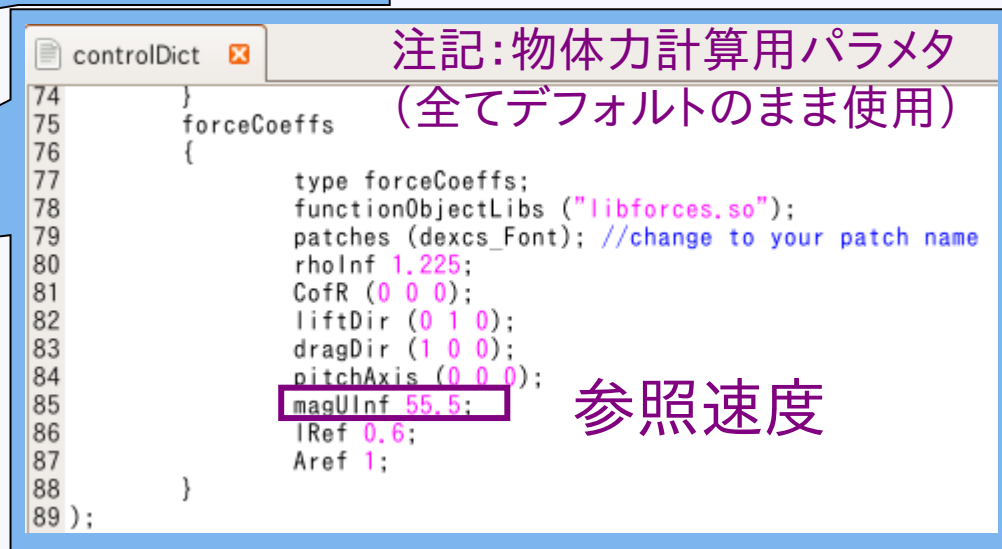 controlDict
注記:物体力計算用パラメタ
(全てデフォルトのまま使用)
74 }
75 forceCoeffs
76 {
77 type forceCoeffs;
78 functionObjectLibs ("libforces.so");
79 patches (dexcs_Font); //change to your patch name
80 rhoInf 1.225;
81 CofR (0 0 0);
82 liftDir (0 1 0);
83 dragDir (1 0 0);
84 pitchAxis (0 0 0);
85 magUInf 55.5;
参照速度
86 lRef 0.6;
87 Aref 1;
88 }
89 );